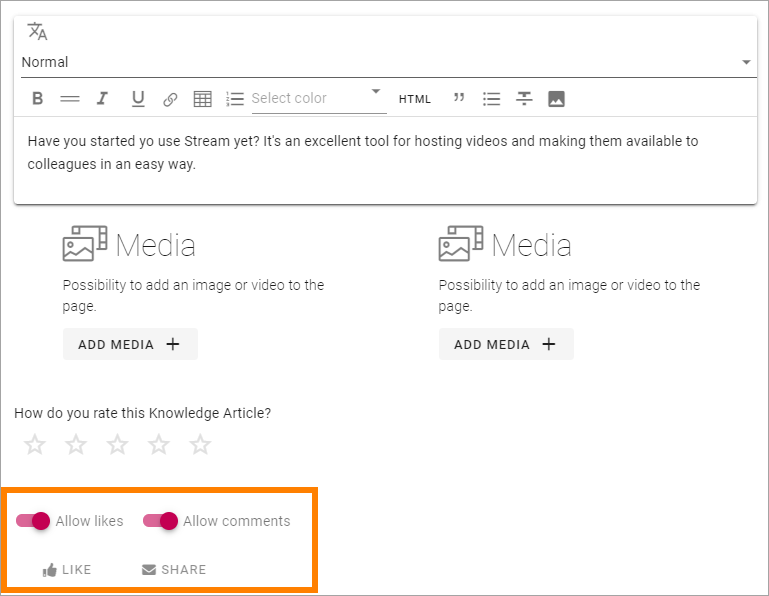 Normal
B I U Select color HTML ”
Have you started yo use Stream yet? It's an excellent tool for hosting videos and making them available to
colleagues in an easy way.
Media Media
Possibility to add an image or video to the Possibility to add an image or video to the
page. page.
ADD MEDIA + ADD MEDIA +
How do you rate this Knowledge Article?
Allow likes Allow comments
LIKE SHARE